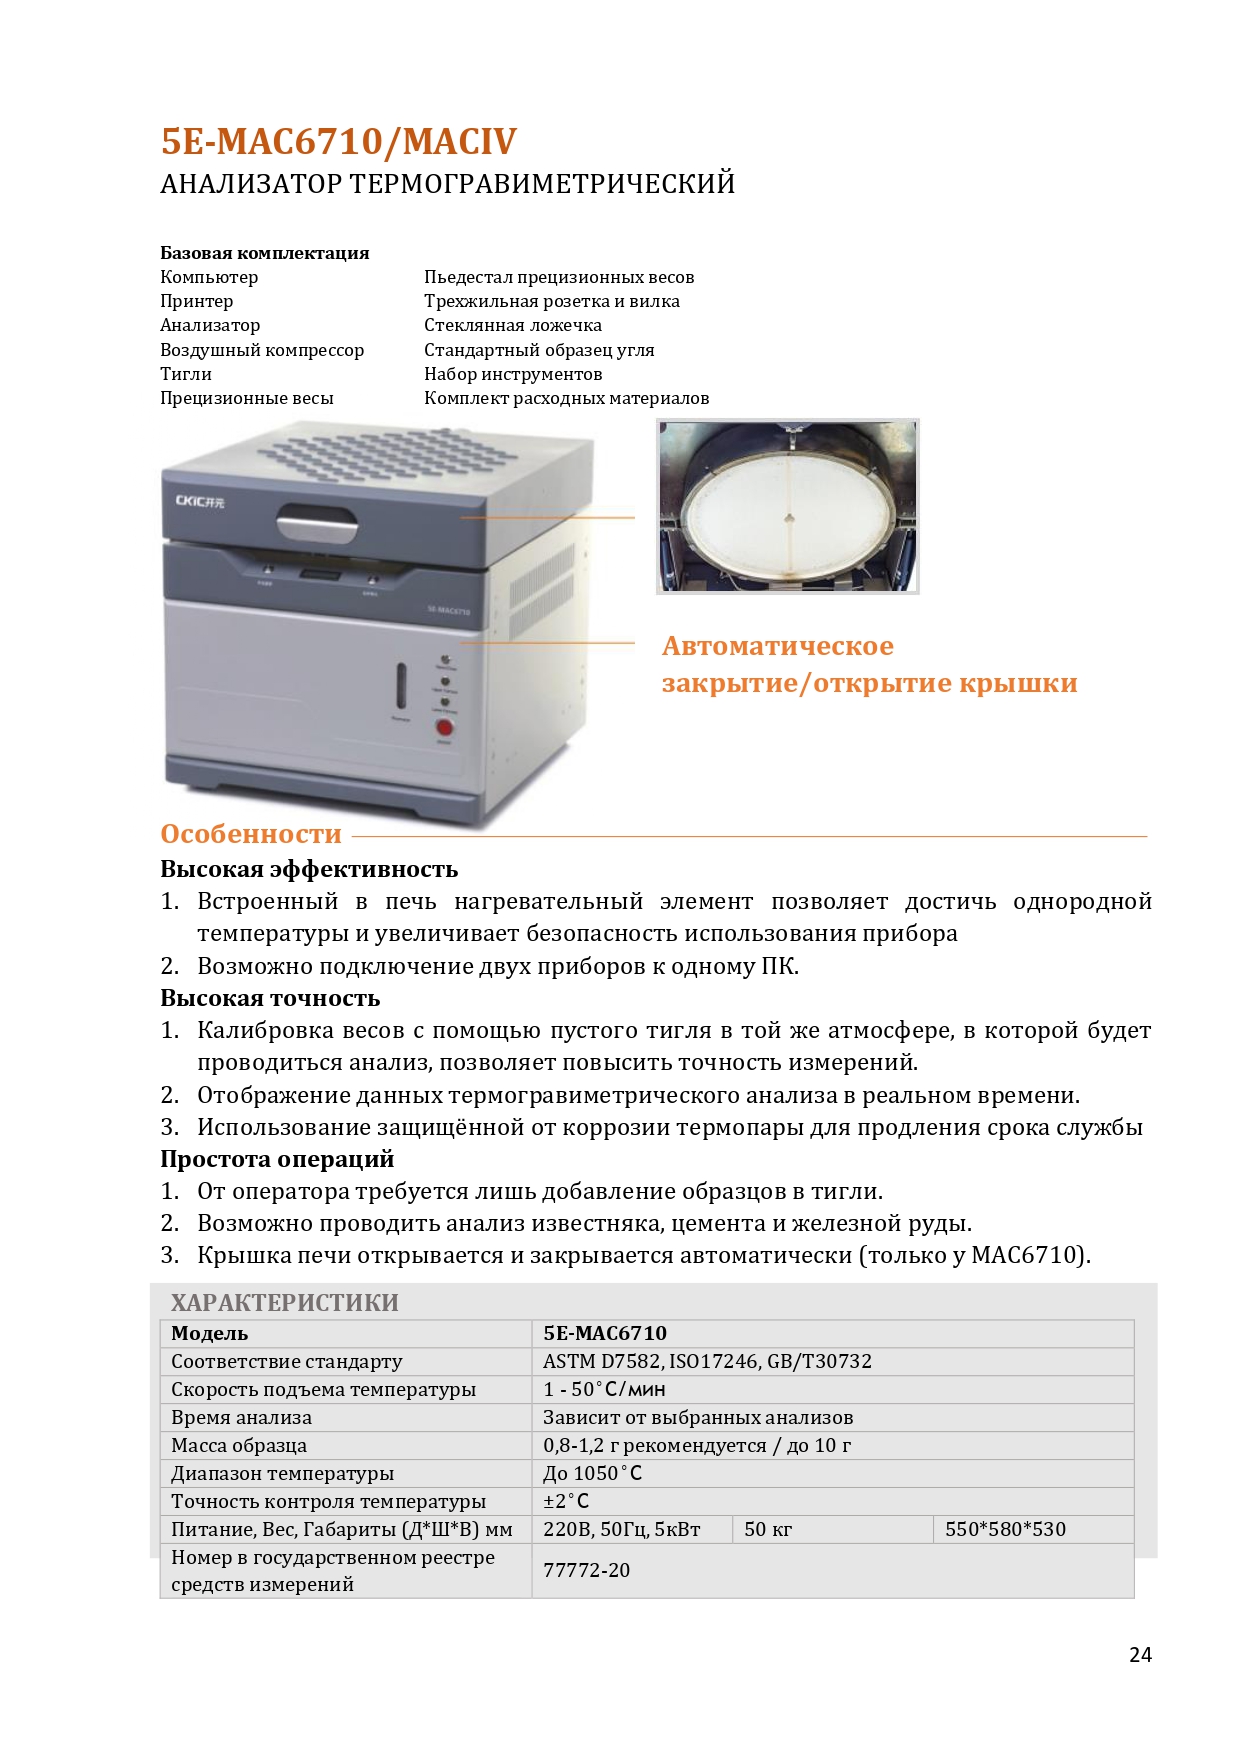 5E-MAC6710/MACIV
АНАЛИЗАТОР ТЕРМОГРАВИМЕТРИЧЕСКИЙ
Базовая комплектация
Компьютер Пьедестал прецизионных весов
Принтер Трехжильная розетка и вилка
Анализатор Стеклянная ложечка
Воздушный компрессор Стандартный образец угля
Тигли Набор инструментов
Прецизионные весы Комплект расходных материалов
CKIC开元
5E-MAC6710
Автоматическое
закрытие/открытие крышки
Особенности
Высокая эффективность
1. Встроенный в печь нагревательный элемент позволяет достичь однородной
температуры и увеличивает безопасность использования прибора
2. Возможно подключение двух приборов к одному ПК.
Высокая точность
1. Калибровка весов с помощью пустого тигля в той же атмосфере, в которой будет
проводиться анализ, позволяет повысить точность измерений.
2. Отображение данных термогравиметрического анализа в реальном времени.
3. Использование защищённой от коррозии термопары для продления срока службы
Простота операций
1. От оператора требуется лишь добавление образцов в тигли.
2. Возможно проводить анализ известняка, цемента и железной руды.
3. Крышка печи открывается и закрывается автоматически (только у MAC6710).
ХАРАКТЕРИСТИКИ
Модель 5E-MAC6710
Соответствие стандарту ASTM D7582, ISO17246, GB/T30732
Скорость подъема температуры 1 - 50˚C/мин
Время анализа Зависит от выбранных анализов
Масса образца 0,8-1,2 г рекомендуется / до 10 г
Диапазон температуры До 1050˚C
Точность контроля температуры ±2˚C
Питание, Вес, Габариты (Д*Ш*В) мм 220В, 50Гц, 5кВт 50 кг 550*580*530
Номер в государственном реестре
средств измерений 77772-20
24